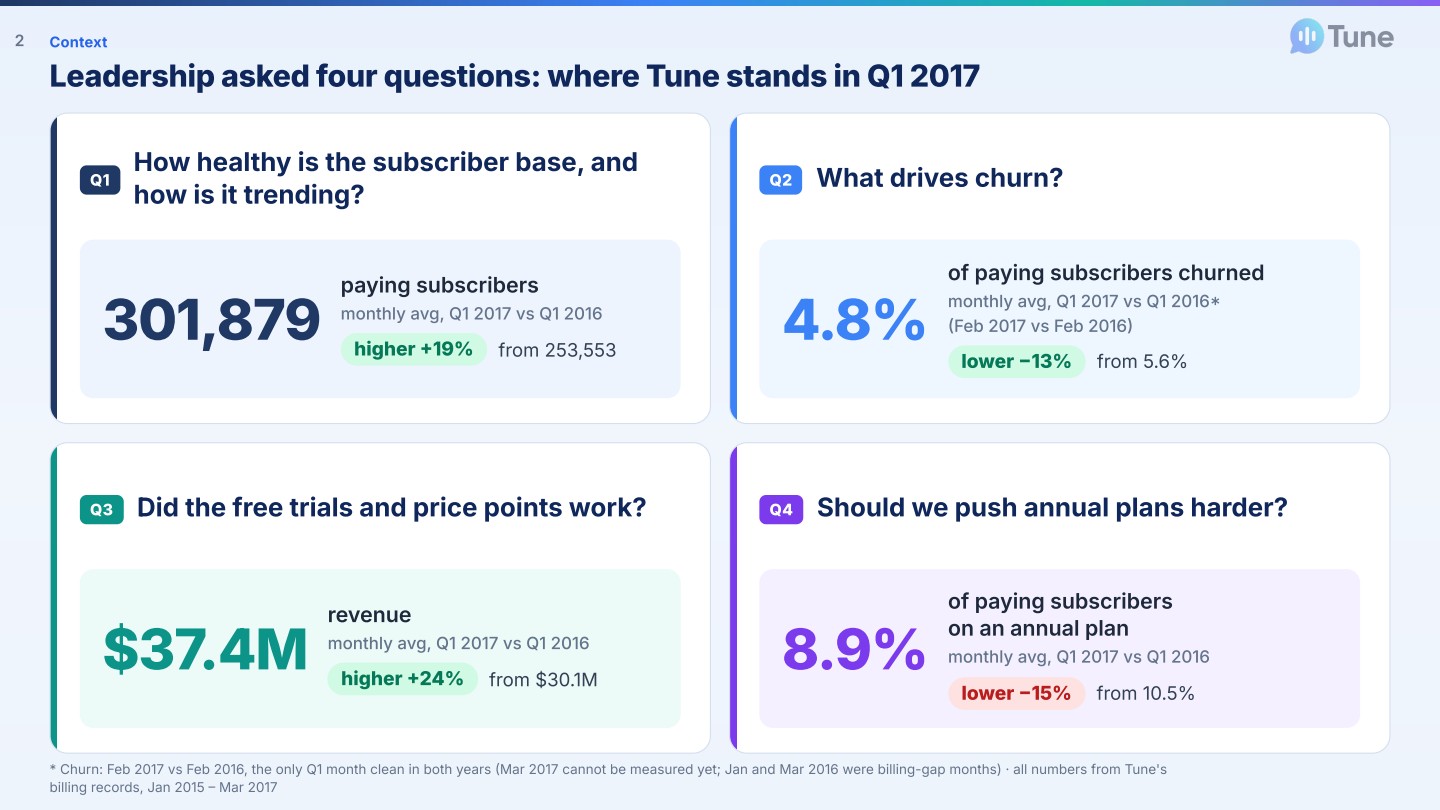 2
Context
Tune
Leadership asked four questions: where Tune stands in Q1 2017
Q1
How healthy is the subscriber base, and
how is it trending?
301,879
paying subscribers
monthly avg, Q1 2017 vs Q1 2016
higher +19% from 253,553
Q2
What drives churn?
4.8%
of paying subscribers churned
monthly avg, Q1 2017 vs Q1 2016*
(Feb 2017 vs Feb 2016)
lower −13% from 5.6%
Q3
Did the free trials and price points work?
$37.4M
revenue
monthly avg, Q1 2017 vs Q1 2016
higher +24% from $30.1M
Q4
Should we push annual plans harder?
8.9%
of paying subscribers
on an annual plan
monthly avg, Q1 2017 vs Q1 2016
lower −15% from 10.5%
* Churn: Feb 2017 vs Feb 2016, the only Q1 month clean in both years (Mar 2017 cannot be measured yet; Jan and Mar 2016 were billing-gap months) · all numbers from Tune's
billing records, Jan 2015 – Mar 2017